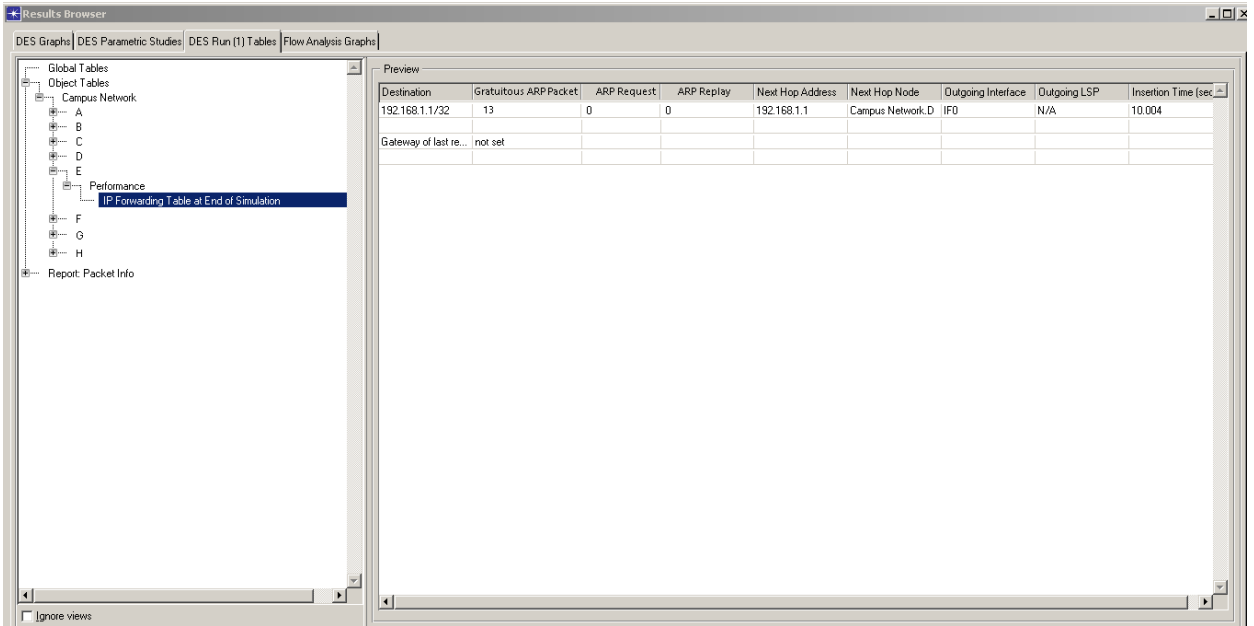 Results Browser
DES Graphs DES Parametric Studies DES Run (1) Tables Flow Analysis Graphs
Global Tables
Object Tables
Campus Network
A
B
C
D
E
Performance
IP Forwarding Table at End of Simulation
F
G
H
Report: Packet Info
Ignore views
Preview
Destination Gratuitous ARP Packet ARP Request ARP Replay Next Hop Address Next Hop Node Outgoing Interface Outgoing LSP Insertion Time (sec
192.168.1.1/32 13 0 0 192.168.1.1 Campus Network.D IF0 N/A 10.004
Gateway of last re... not set